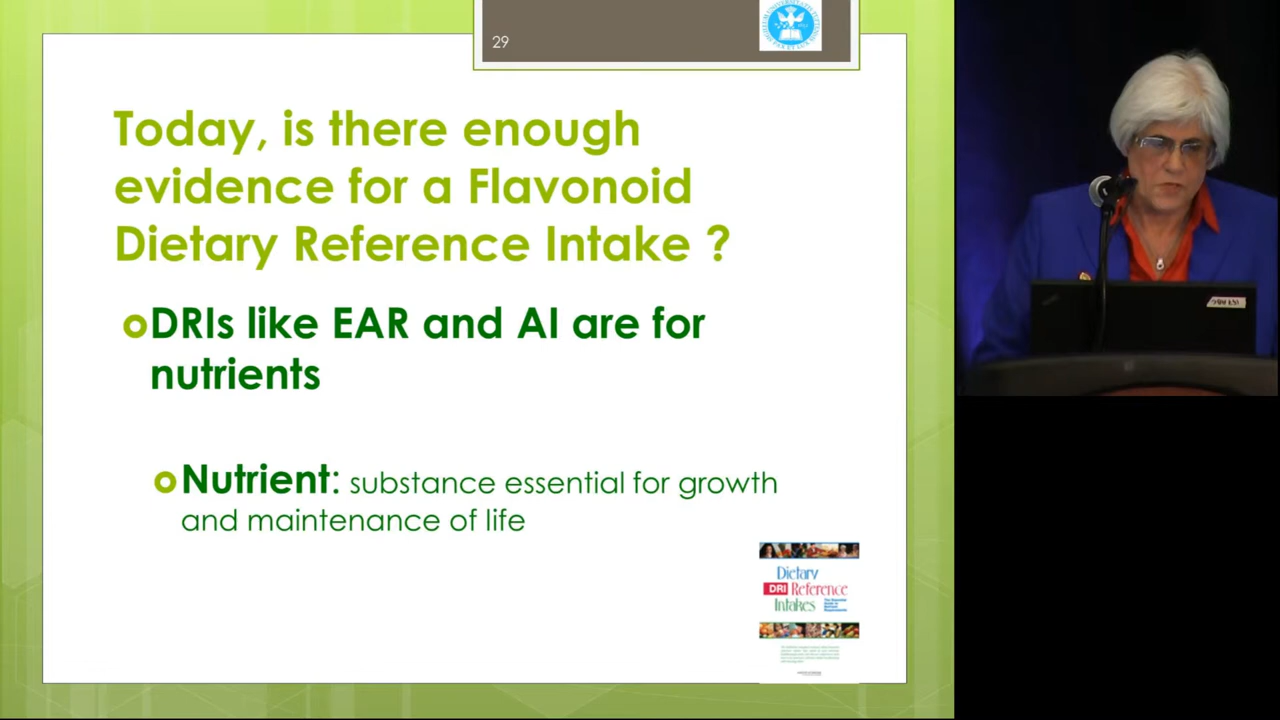 29
Today, is there enough
evidence for a Flavonoid
Dietary Reference Intake ?
DRIs like EAR and AI are for
nutrients
Nutrient: substance essential for growth
and maintenance of life
Dietary
DRI Reference
Intakes